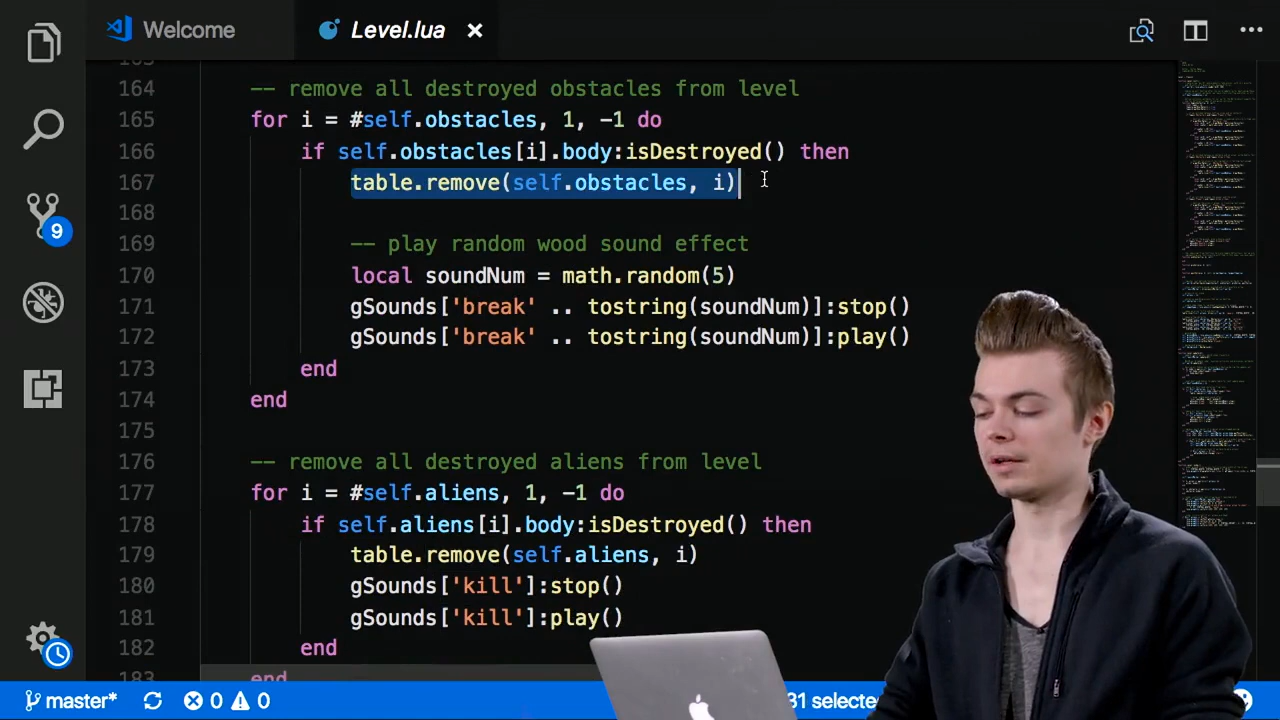 Welcome
Level.lua
164 -- remove all destroyed obstacles from level
165 for i = #self.obstacles, 1, -1 do
166 if self.obstacles[i].body:isDestroyed() then
167 table.remove(self.obstacles, i)
168
169 -- play random wood sound effect
170 local soundNum = math.random(5)
171 gSounds['break' .. tostring(soundNum)]:stop()
172 gSounds['break' .. tostring(soundNum)]:play()
173 end
174 end
175
176 -- remove all destroyed aliens from level
177 for i = #self.aliens, 1, -1 do
178 if self.aliens[i].body:isDestroyed() then
179 table.remove(self.aliens, i)
180 gSounds['kill']:stop()
181 gSounds['kill']:play()
182 end
183 end
9
master* 0 0 31 selected